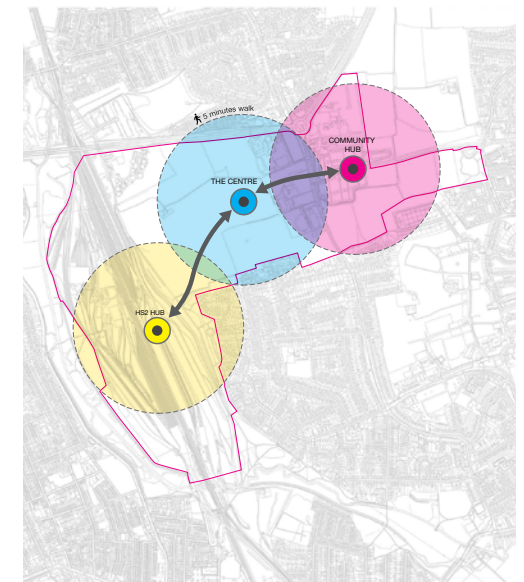 5 minutes walk
COMMUNITY
HUB
THE CENTRE
HS2 HUB